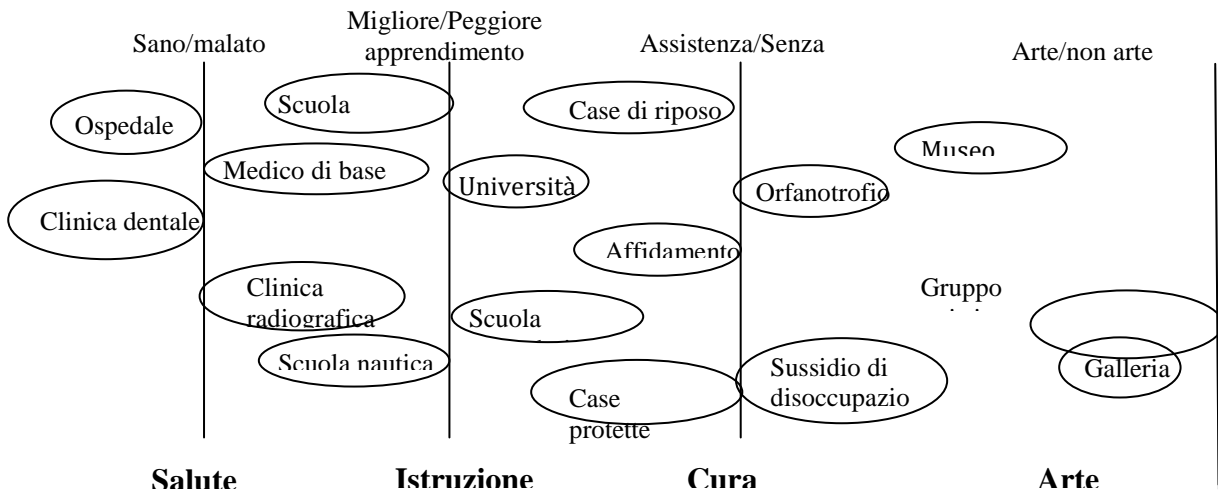 Sano/malato
Migliore/Peggiore
apprendimento
Assistenza/Senza
Arte/non arte
Ospedale
Scuola
Case di riposo
Museo
Medico di base
Università
Orfanotrofio
Clinica dentale
Affidamento
Clinica
radiografica
Gruppo
Scuola
Scuola nautica
Case
protette
Sussidio di
disoccupazio
Galleria
Salute
Istruzione
Cura
Arte